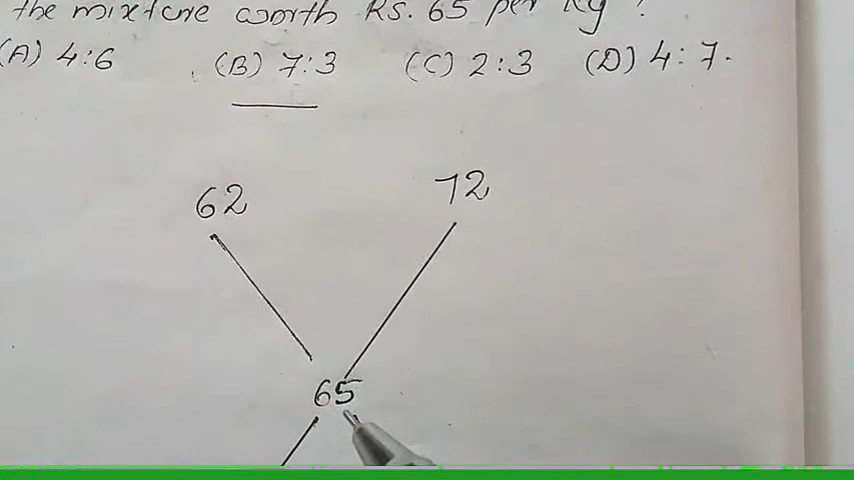 the mixture worth Rs. 65 per kg ?
(A) 4:6 (B) 7:3 (C) 2:3 (D) 4:7.
62 72
65